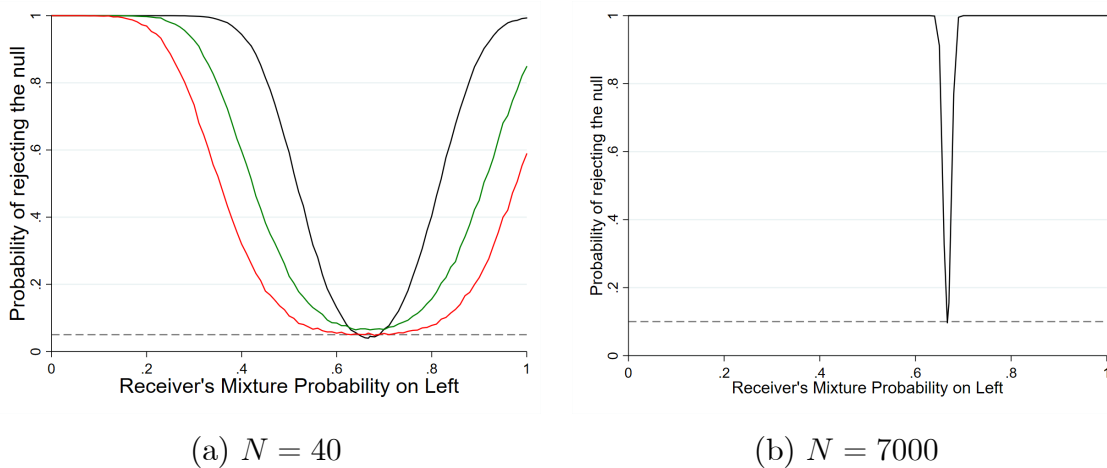 Probability of rejecting the null
1
.8
.6
.4
.2
0
0 .2 .4 .6 .8 1
Receiver's Mixture Probability on Left
(a) N = 40
Probability of rejecting the null
1
.8
.6
.4
.2
0
0 .2 .4 .6 .8 1
Receiver's Mixture Probability on Left
(b) N = 7000